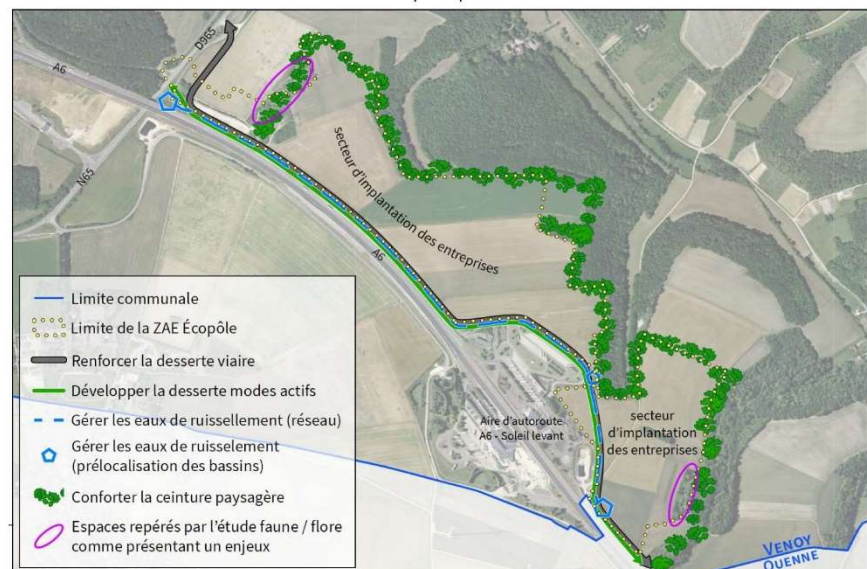 D965
A6
N65
secteur
d'implantation des entreprises
A6
Limite communale
Limite de la ZAE Écopôle
Renforcer la desserte viaire
Développer la desserte modes actifs
Gérer les eaux de ruissellement (réseau)
Gérer les eaux de ruisselement
(prélocalisation des bassins)
Conforter la ceinture paysagère
Espaces repérés par l'étude faune / flore
comme présentant un enjeux
Aire d'autoroute
A6 - Soleil levant
secteur
d'implantation
des entreprises
VENOY
QUENNE